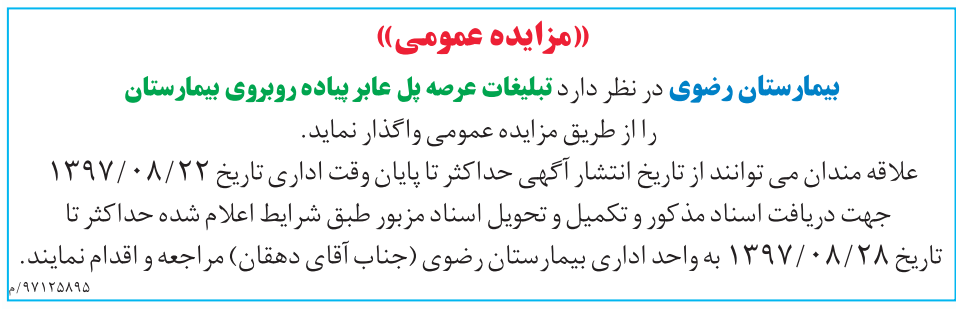 «مزایده عمومی»
بیمارستان رضوی در نظر دارد تبلیغات عرصه پل عابر پیاده روبروی بیمارستان
را از طریق مزایده عمومی واگذار نماید.
علاقه مندان می توانند از تاریخ انتشار آگهی حداکثر تا پایان وقت اداری تاریخ ۱۳۹۷/۰۸/۲۲
جهت دریافت اسناد مذکور و تکمیل و تحویل اسناد مزبور طبق شرایط اعلام شده حداکثر تا
تاریخ ۱۳۹۷/۰۸/۲۸ به واحد اداری بیمارستان رضوی (جناب آقای دهقان) مراجعه و اقدام نمایند.
۹۷۱۲۵۸۹۵/م